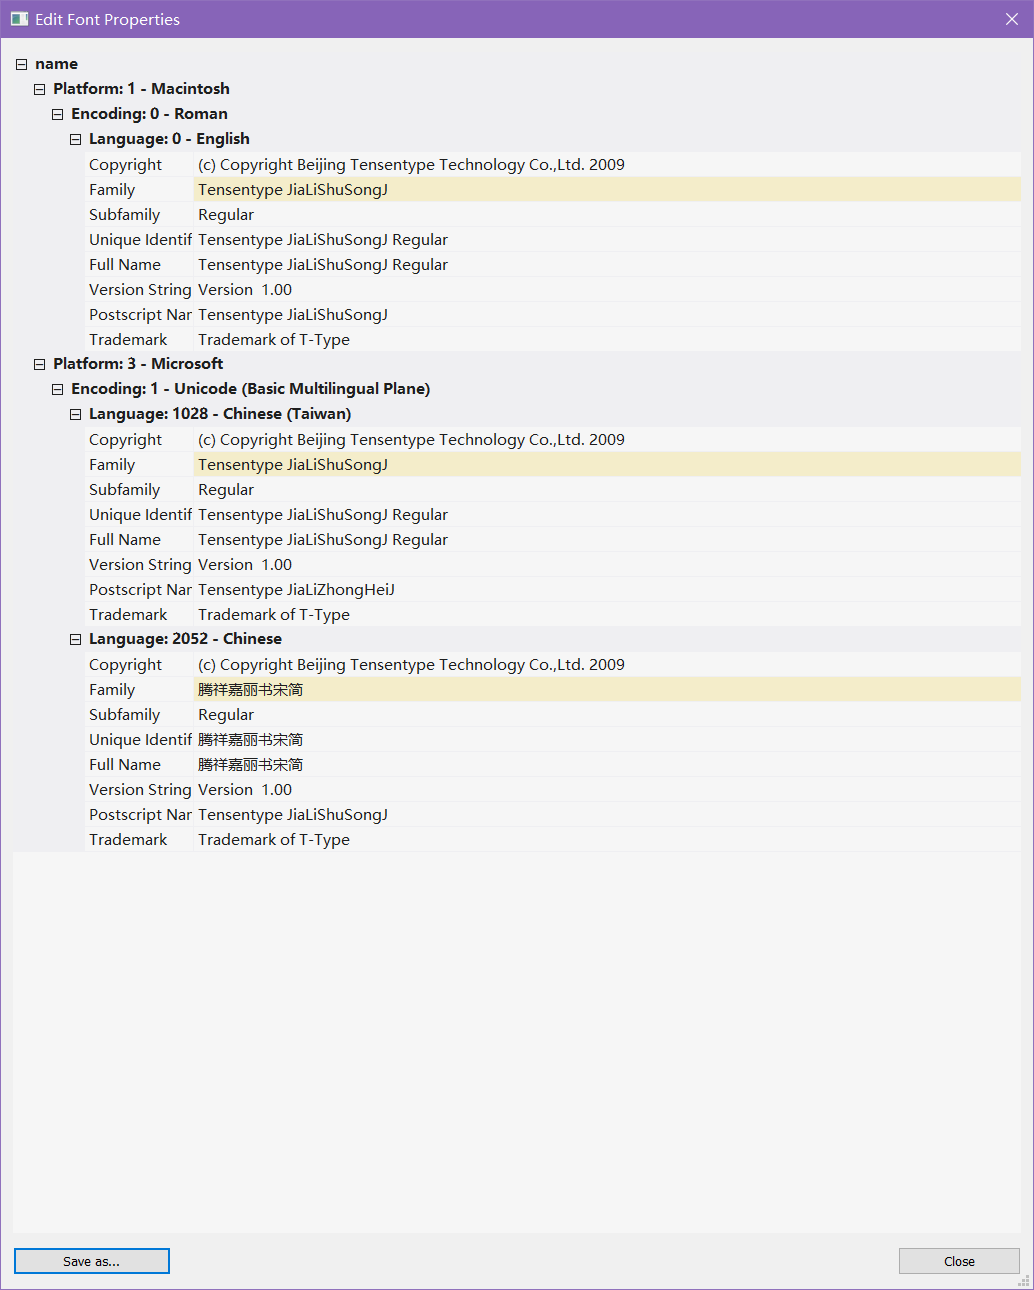 Edit Font Properties
name
Platform: 1 - Macintosh
Encoding: 0 - Roman
Language: 0 - English
Copyright (c) Copyright Beijing Tensentype Technology Co.,Ltd. 2009
Family Tensentype JiaLiShuSongJ
Subfamily Regular
Unique Identif Tensentype JiaLiShuSongJ Regular
Full Name Tensentype JiaLiShuSongJ Regular
Version String Version  1.00
Postscript Nar Tensentype JiaLiShuSongJ
Trademark Trademark of T-Type
Platform: 3 - Microsoft
Encoding: 1 - Unicode (Basic Multilingual Plane)
Language: 1028 - Chinese (Taiwan)
Copyright (c) Copyright Beijing Tensentype Technology Co.,Ltd. 2009
Family Tensentype JiaLiShuSongJ
Subfamily Regular
Unique Identif Tensentype JiaLiShuSongJ Regular
Full Name Tensentype JiaLiShuSongJ Regular
Version String Version  1.00
Postscript Nar Tensentype JiaLiZhongHeiJ
Trademark Trademark of T-Type
Language: 2052 - Chinese
Copyright (c) Copyright Beijing Tensentype Technology Co.,Ltd. 2009
Family 腾祥嘉丽书宋简
Subfamily Regular
Unique Identif 腾祥嘉丽书宋简
Full Name 腾祥嘉丽书宋简
Version String Version  1.00
Postscript Nar Tensentype JiaLiShuSongJ
Trademark Trademark of T-Type
Save as... Close